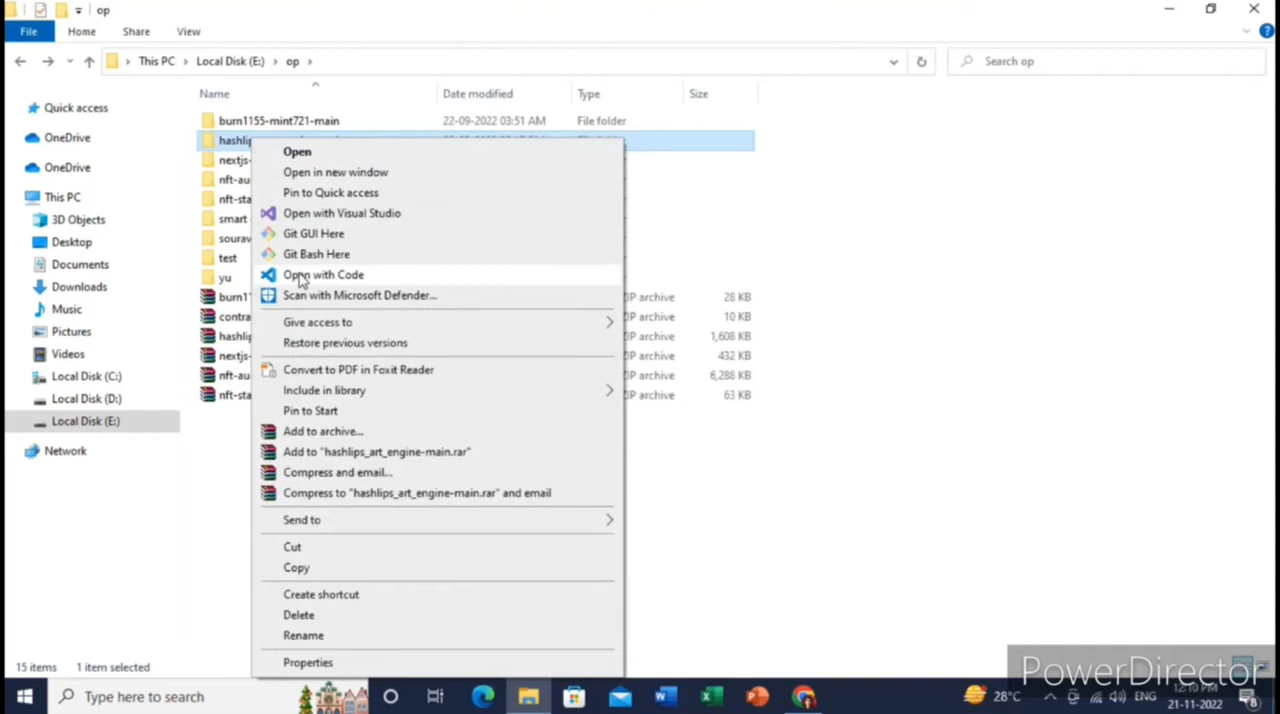 op
File Home Share View
This PC Local Disk (E:) op Search op
Name Date modified Type Size
Quick access
OneDrive
OneDrive
This PC
3D Objects
Desktop
Documents
Downloads
Music
Pictures
Videos
Local Disk (C:)
Local Disk (D:)
Local Disk (E:)
Network
burn1155-mint721-main 22-09-2022 03:51 AM File folder
hashlip
nextjs-
nft-au
nft-sta
smart
sourav
test
yu
burn1 P archive 28 KB
contra P archive 10 KB
hashlip P archive 1,608 KB
nextjs- P archive 432 KB
nft-au P archive 6,288 KB
nft-sta P archive 63 KB
Open
Open in new window
Pin to Quick access
Open with Visual Studio
Git GUI Here
Git Bash Here
Open with Code
Scan with Microsoft Defender...
Give access to
Restore previous versions
Convert to PDF in Foxit Reader
Include in library
Pin to Start
Add to archive...
Add to "hashlips_art_engine-main.rar"
Compress and email...
Compress to "hashlips_art_engine-main.rar" and email
Send to
Cut
Copy
Create shortcut
Delete
Rename
Properties
15 items 1 item selected
PowerDirector
Type here to search
28°C ENG 12:10 PM
21-11-2022 8